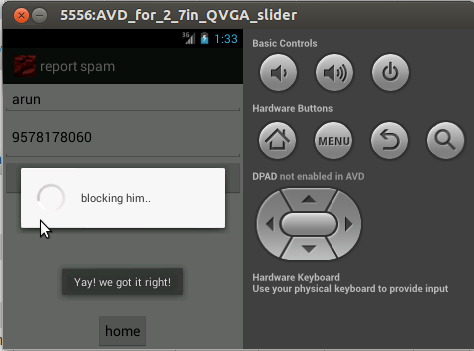 5556:AVD_for_2_7in_QVGA_slider
3G 1:33
report spam
arun
9578178060
blocking him..
Yay! we got it right!
home
Basic Controls
Hardware Buttons
MENU
DPAD not enabled in AVD
Hardware Keyboard
Use your physical keyboard to provide input